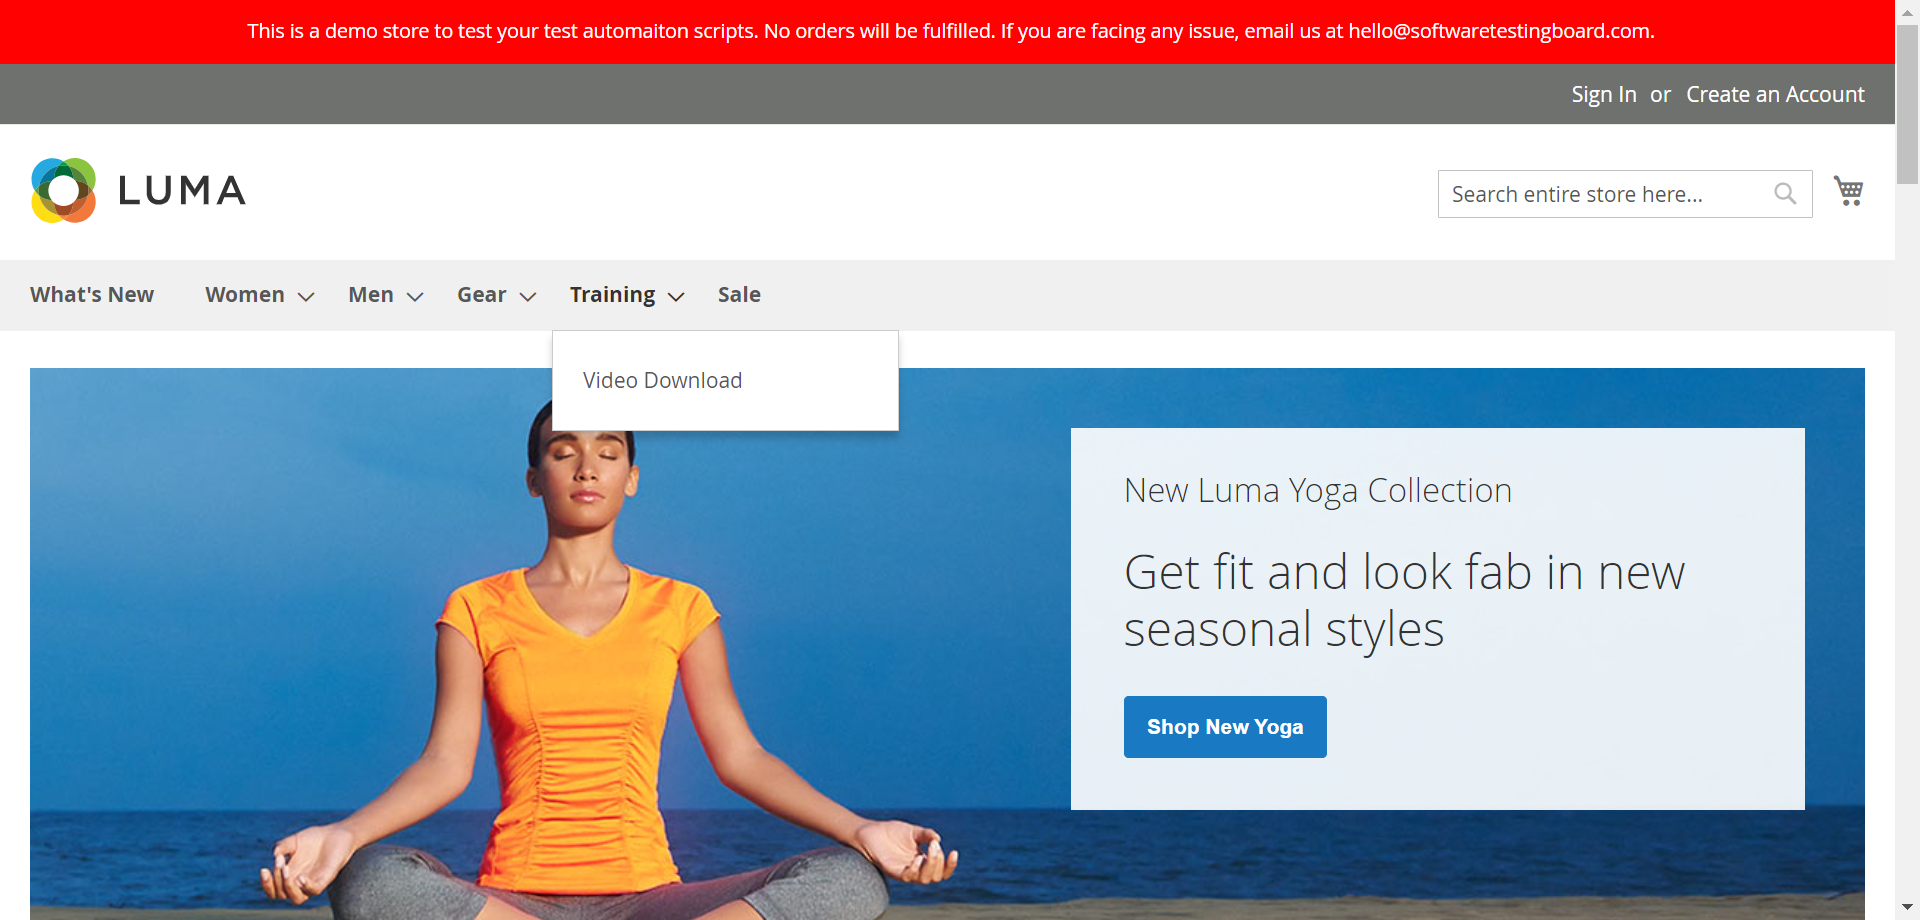 This is a demo store to test your test automaiton scripts. No orders will be fulfilled. If you are facing any issue, email us at hello@softwaretestingboard.com.
Sign In or Create an Account
LUMA
Search entire store here...
What's New Women Men Gear Training Sale
Video Download
New Luma Yoga Collection
Get fit and look fab in new
seasonal styles
Shop New Yoga